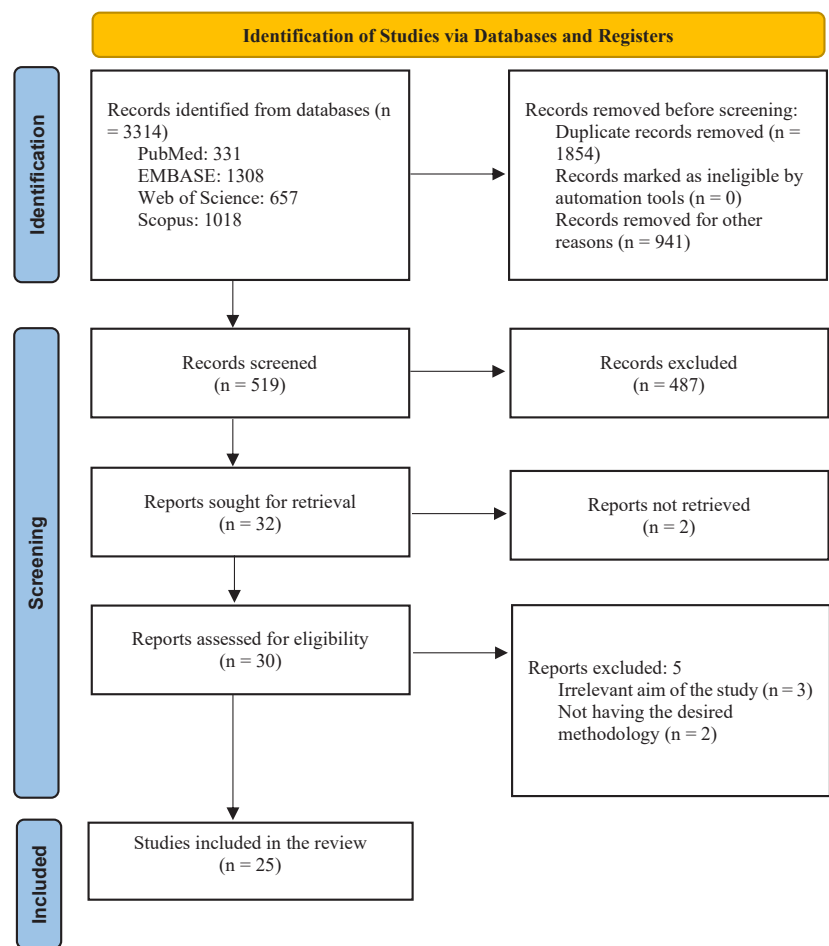 Identification of Studies via Databases and Registers
Identification
Records identified from databases (n
= 3314)
PubMed: 331
EMBASE: 1308
Web of Science: 657
Scopus: 1018
Records removed before screening:
Duplicate records removed (n =
1854)
Records marked as ineligible by
automation tools (n = 0)
Records removed for other
reasons (n = 941)
Screening
Records screened
(n = 519)
Records excluded
(n = 487)
Reports sought for retrieval
(n = 32)
Reports not retrieved
(n = 2)
Reports assessed for eligibility
(n = 30)
Reports excluded: 5
Irrelevant aim of the study (n = 3)
Not having the desired
methodology (n = 2)
Included
Studies included in the review
(n = 25)